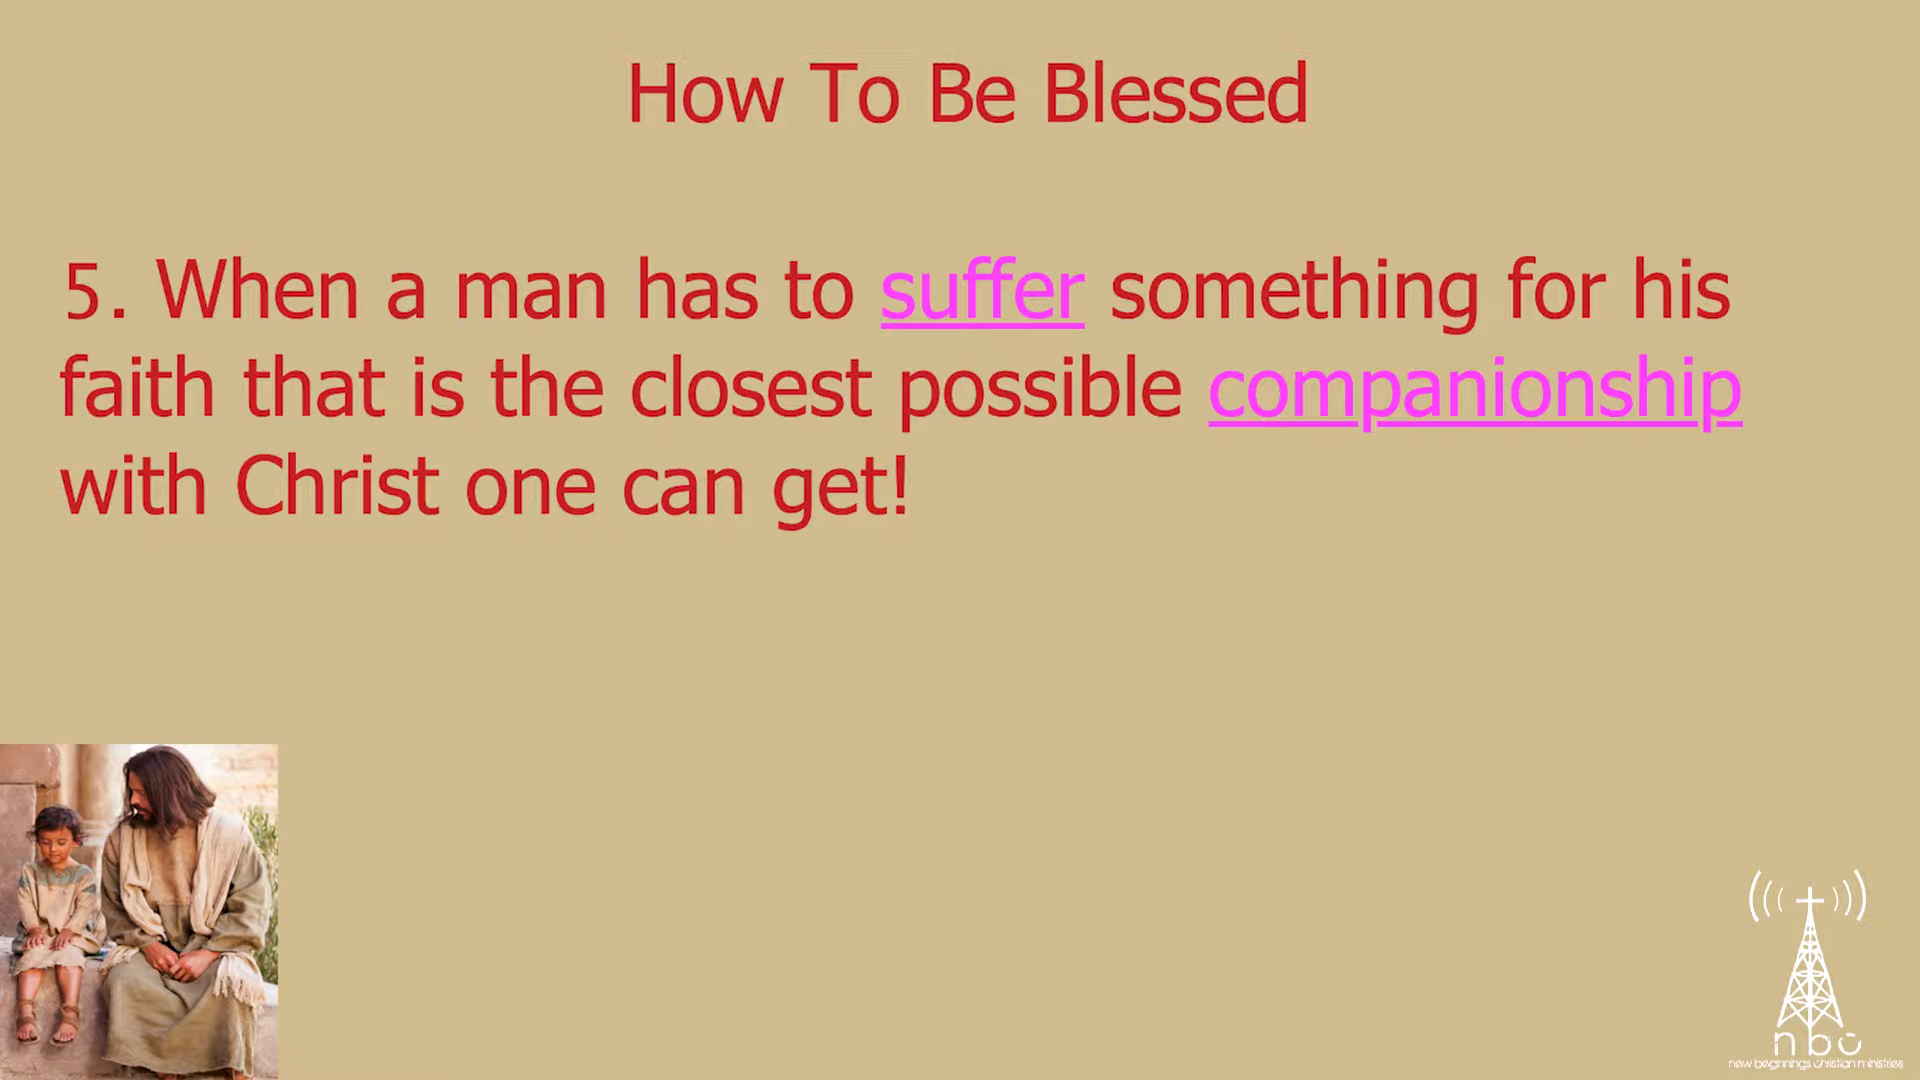 How To Be Blessed
5. When a man has to suffer something for his
faith that is the closest possible companionship
with Christ one can get!
nbc
new beginnings christian ministries